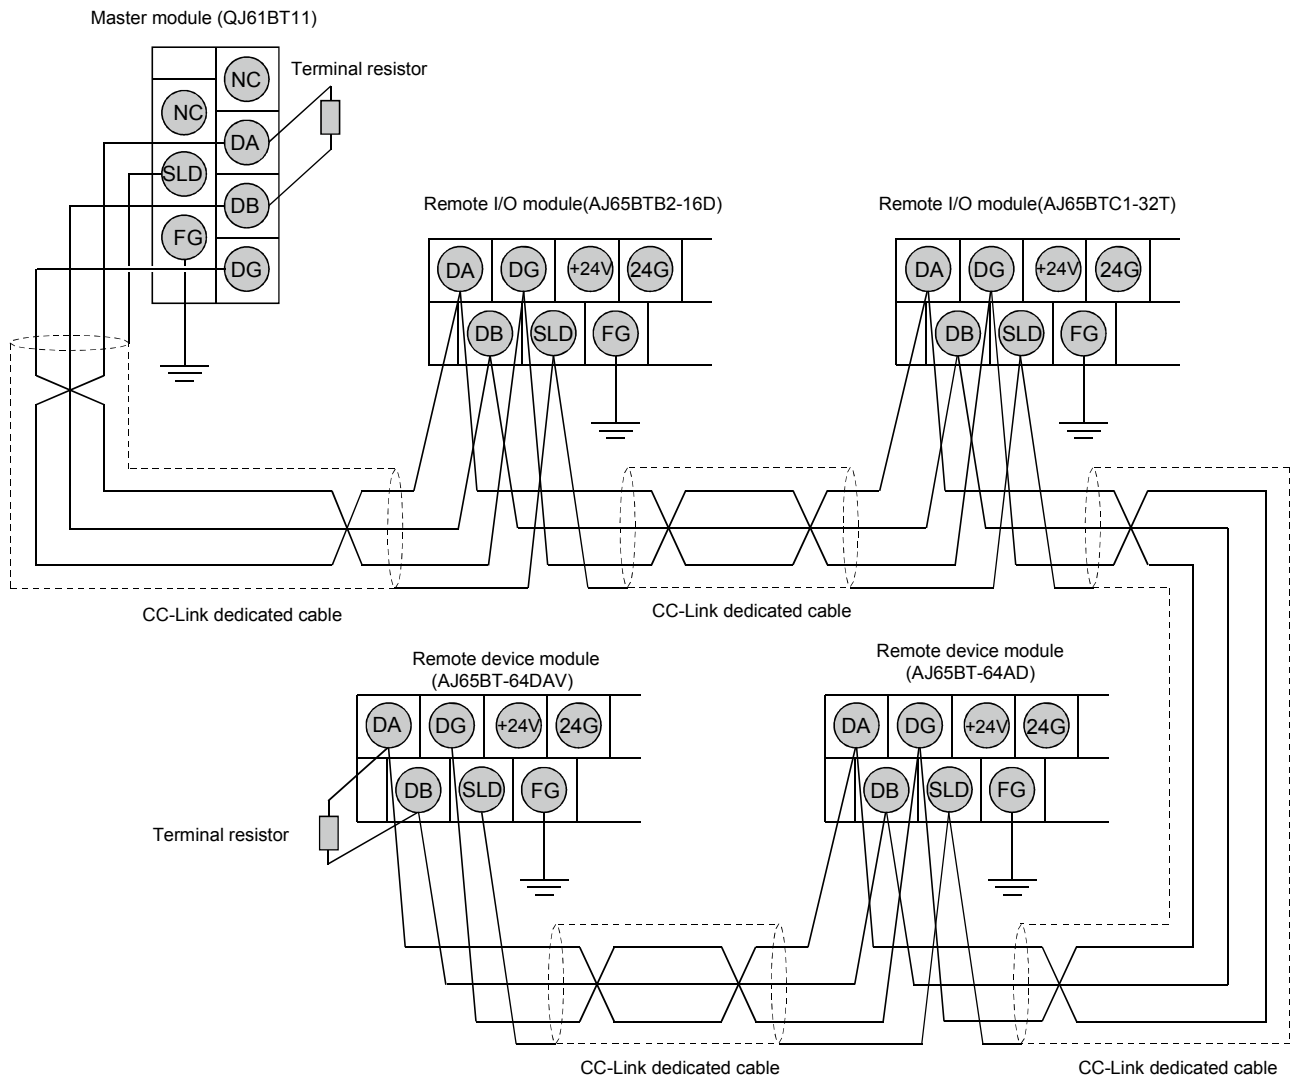 Master module (QJ61BT11)
Terminal resistor
NC
NC
DA
SLD
DB
FG
DG
Remote I/O module(AJ65BTB2-16D)
DA DG +24V 24G
DB SLD FG
Remote I/O module(AJ65BTC1-32T)
DA DG +24V 24G
DB SLD FG
CC-Link dedicated cable
CC-Link dedicated cable
Remote device module
(AJ65BT-64DAV)
DA DG +24V 24G
DB SLD FG
Terminal resistor
Remote device module
(AJ65BT-64AD)
DA DG +24V 24G
DB SLD FG
CC-Link dedicated cable
CC-Link dedicated cable